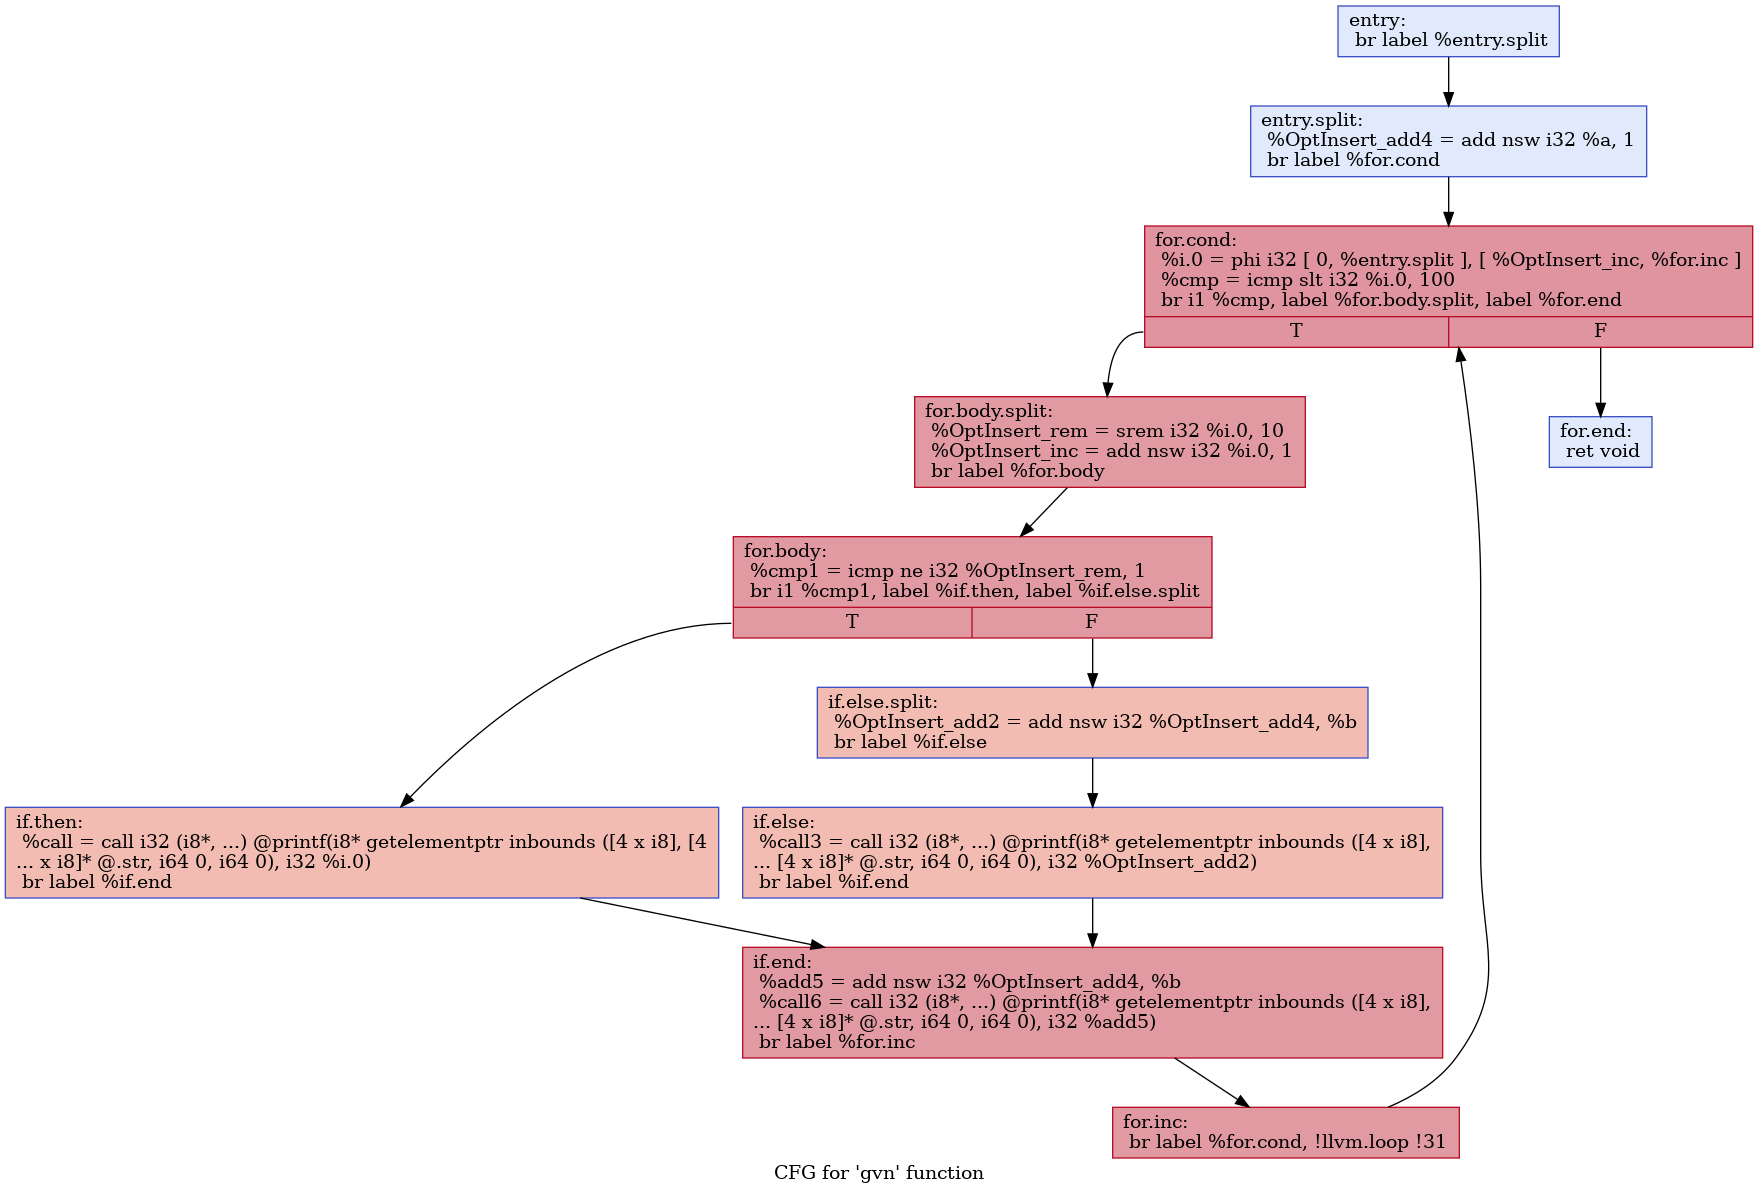 entry:
br label %entry.split
entry.split:
%OptInsert_add4 = add nsw i32 %a, 1
br label %for.cond
for.cond:
%i.0 = phi i32 [ 0, %entry.split ], [ %OptInsert_inc, %for.inc ]
%cmp = icmp slt i32 %i.0, 100
br i1 %cmp, label %for.body.split, label %for.end
T
F
for.body.split:
%OptInsert_rem = srem i32 %i.0, 10
%OptInsert_inc = add nsw i32 %i.0, 1
br label %for.body
for.end:
ret void
for.body:
%cmp1 = icmp ne i32 %OptInsert_rem, 1
br i1 %cmp1, label %if.then, label %if.else.split
T
F
if.else.split:
%OptInsert_add2 = add nsw i32 %OptInsert_add4, %b
br label %if.else
if.then:
%call = call i32 (i8*, ...) @printf(i8* getelementptr inbounds ([4 x i8], [4
... x i8]* @.str, i64 0, i64 0), i32 %i.0)
br label %if.end
if.else:
%call3 = call i32 (i8*, ...) @printf(i8* getelementptr inbounds ([4 x i8],
... [4 x i8]* @.str, i64 0, i64 0), i32 %OptInsert_add2)
br label %if.end
if.end:
%add5 = add nsw i32 %OptInsert_add4, %b
%call6 = call i32 (i8*, ...) @printf(i8* getelementptr inbounds ([4 x i8],
... [4 x i8]* @.str, i64 0, i64 0), i32 %add5)
br label %for.inc
for.inc:
br label %for.cond, !llvm.loop !31
CFG for 'gvn' function